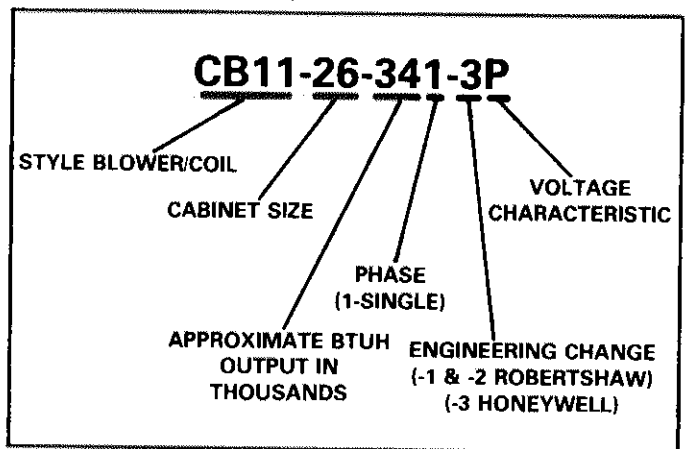 CB11-26-341-3P
STYLE BLOWER/COIL
CABINET SIZE
VOLTAGE
CHARACTERISTIC
PHASE
(1-SINGLE)
APPROXIMATE BTUH
OUTPUT IN
THOUSANDS
ENGINEERING CHANGE
(-1 & -2 ROBERTSHAW)
(-3 HONEYWELL)